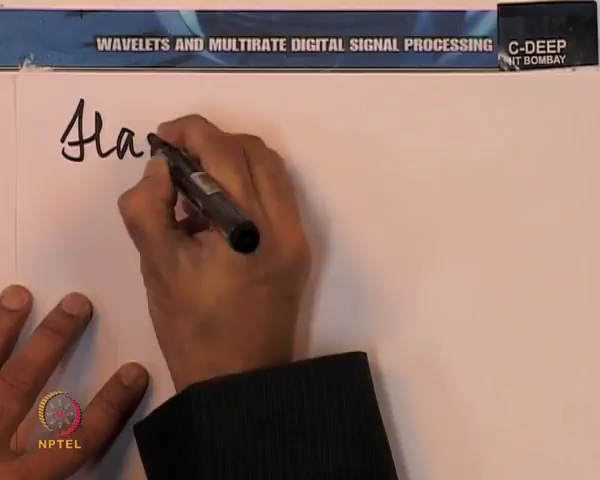 WAVELETS AND MULTIRATE DIGITAL SIGNAL PROCESSING
C-DEEP
IIT BOMBAY
Ha
NPTEL